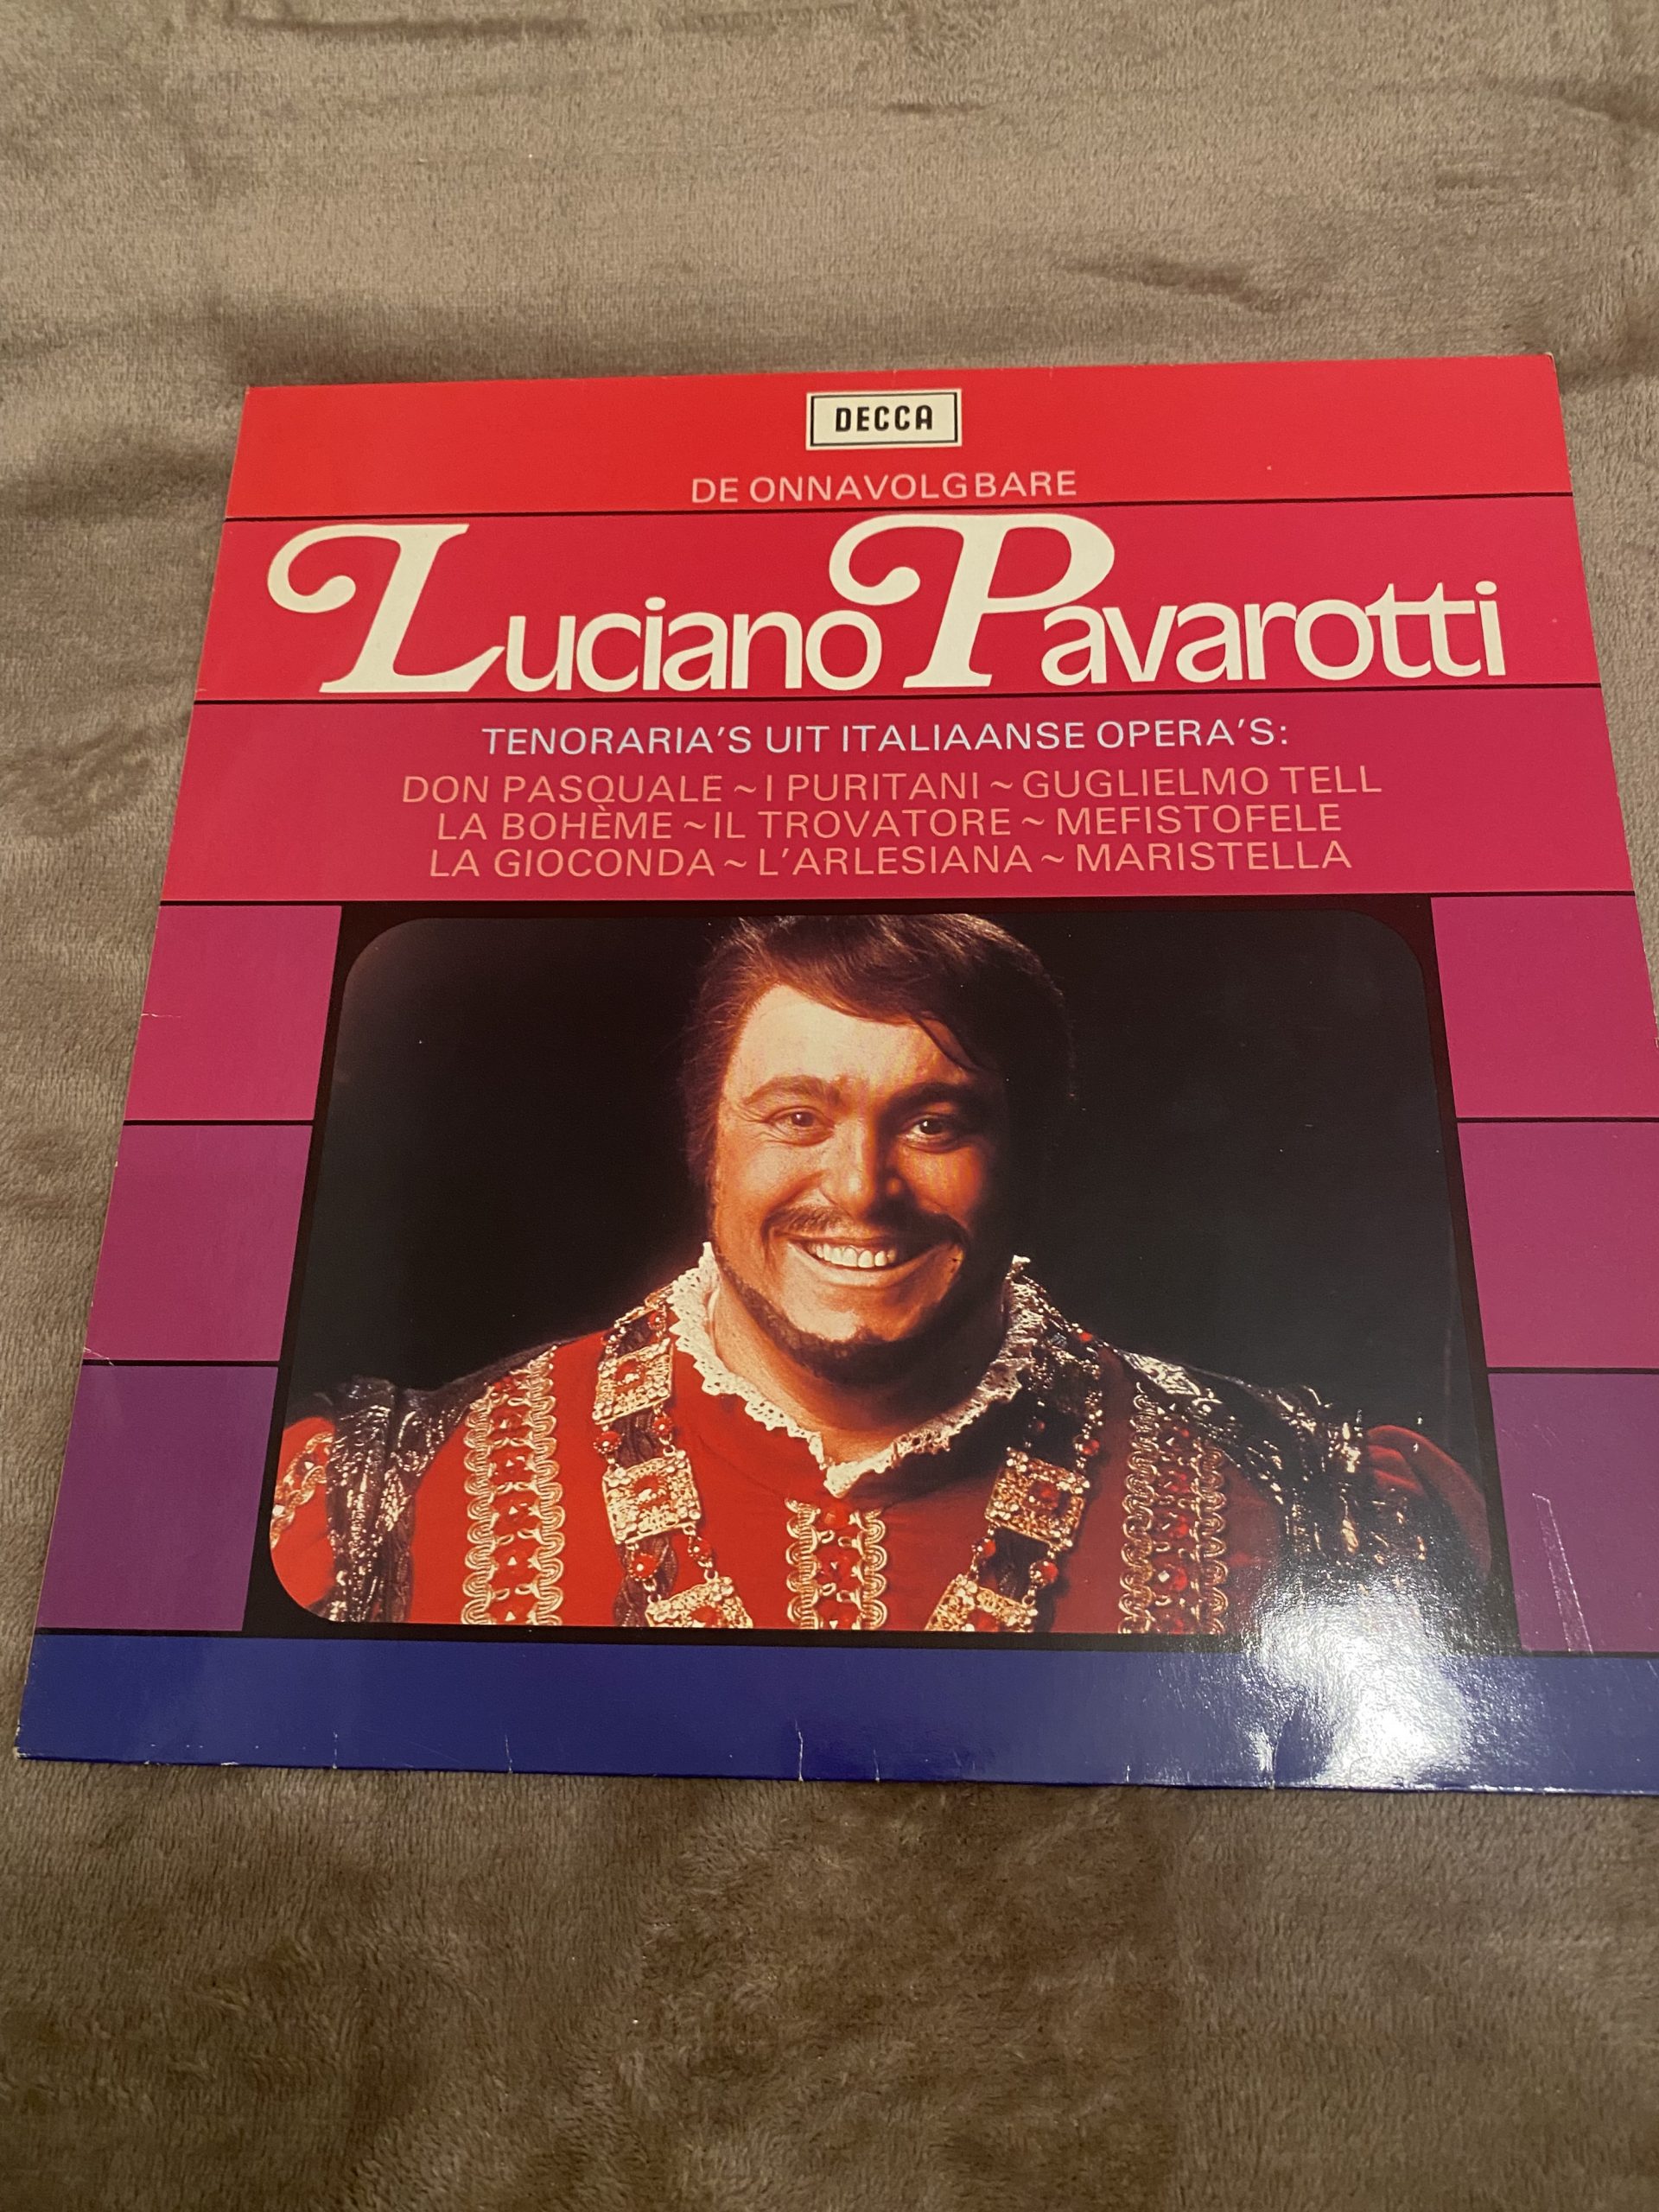 DECCA
DE ONNAVOLGBARE
Luciano Pavarotti
TENORARIA'S UIT ITALIAANSE OPERA'S:
DON PASQUALE ~ I PURITANI ~ GUGLIELMO TELL
LA BOHÈME ~ IL TROVATORE ~ MEFISTOFELE
LA GIOCONDA ~ L'ARLESIANA ~ MARISTELLA